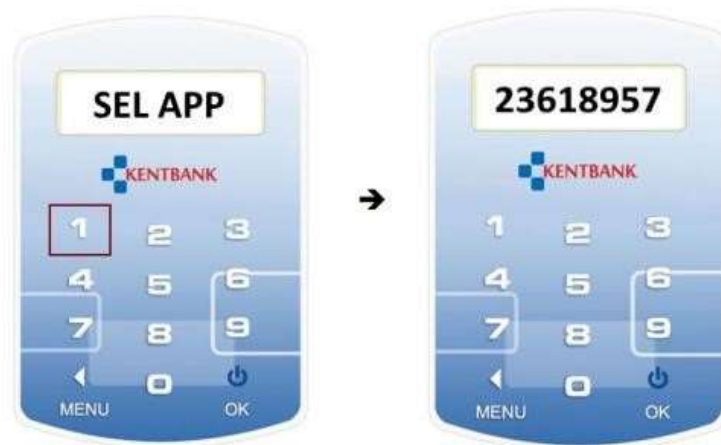 SEL APP
KENTBANK
1 2 3
4 5 6
7 8 9
0
MENU OK
➔
23618957
KENTBANK
1 2 3
4 5 6
7 8 9
0
MENU OK